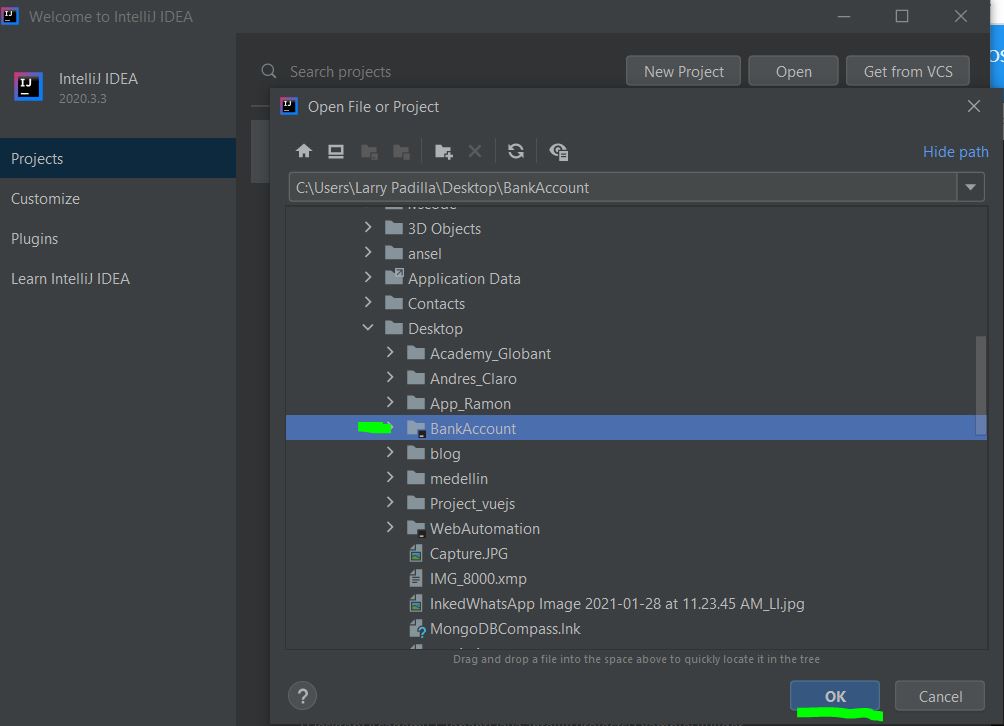 Welcome to IntelliJ IDEA
IntelliJ IDEA
2020.3.3
Search projects
New Project
Open
Get from VCS
Projects
Customize
Plugins
Learn IntelliJ IDEA
Open File or Project
Hide path
C:\Users\Larry Padilla\Desktop\BankAccount
3D Objects
ansel
Application Data
Contacts
Desktop
Academy_Globant
Andres_Claro
App_Ramon
BankAccount
blog
medellin
Project_vuejs
WebAutomation
Capture.JPG
IMG_8000.xmp
InkedWhatsApp Image 2021-01-28 at 11.23.45 AM_LI.jpg
MongoDBCompass.lnk
Drag and drop a file into the space above to quickly locate it in the tree
?
OK
Cancel